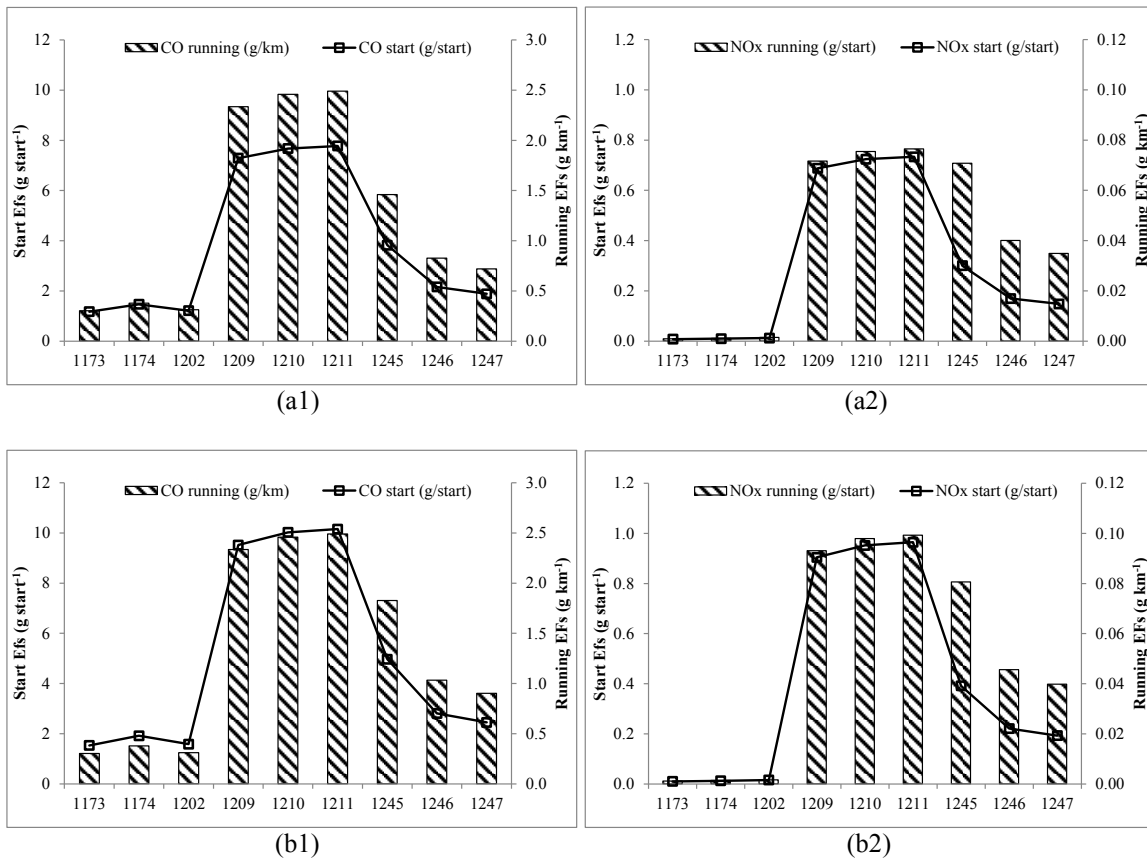 CO running (g/km) CO start (g/start)
12
10
8
6
4
2
0
3.0
2.5
2.0
1.5
1.0
0.5
0.0
Start Efs (g start-1)
Running EFs (g km-1)
1173 1174 1202 1209 1210 1211 1245 1246 1247
(a1)
NOx running (g/start) NOx start (g/start)
1.2
1.0
0.8
0.6
0.4
0.2
0.0
0.12
0.10
0.08
0.06
0.04
0.02
0.00
Start Efs (g start-1)
Running EFs (g km-1)
1173 1174 1202 1209 1210 1211 1245 1246 1247
(a2)
CO running (g/km) CO start (g/start)
12
10
8
6
4
2
0
3.0
2.5
2.0
1.5
1.0
0.5
0.0
Start Efs (g start-1)
Running EFs (g km-1)
1173 1174 1202 1209 1210 1211 1245 1246 1247
(b1)
NOx running (g/start) NOx start (g/start)
1.2
1.0
0.8
0.6
0.4
0.2
0.0
0.12
0.10
0.08
0.06
0.04
0.02
0.00
Start Efs (g start-1)
Running EFs (g km-1)
1173 1174 1202 1209 1210 1211 1245 1246 1247
(b2)